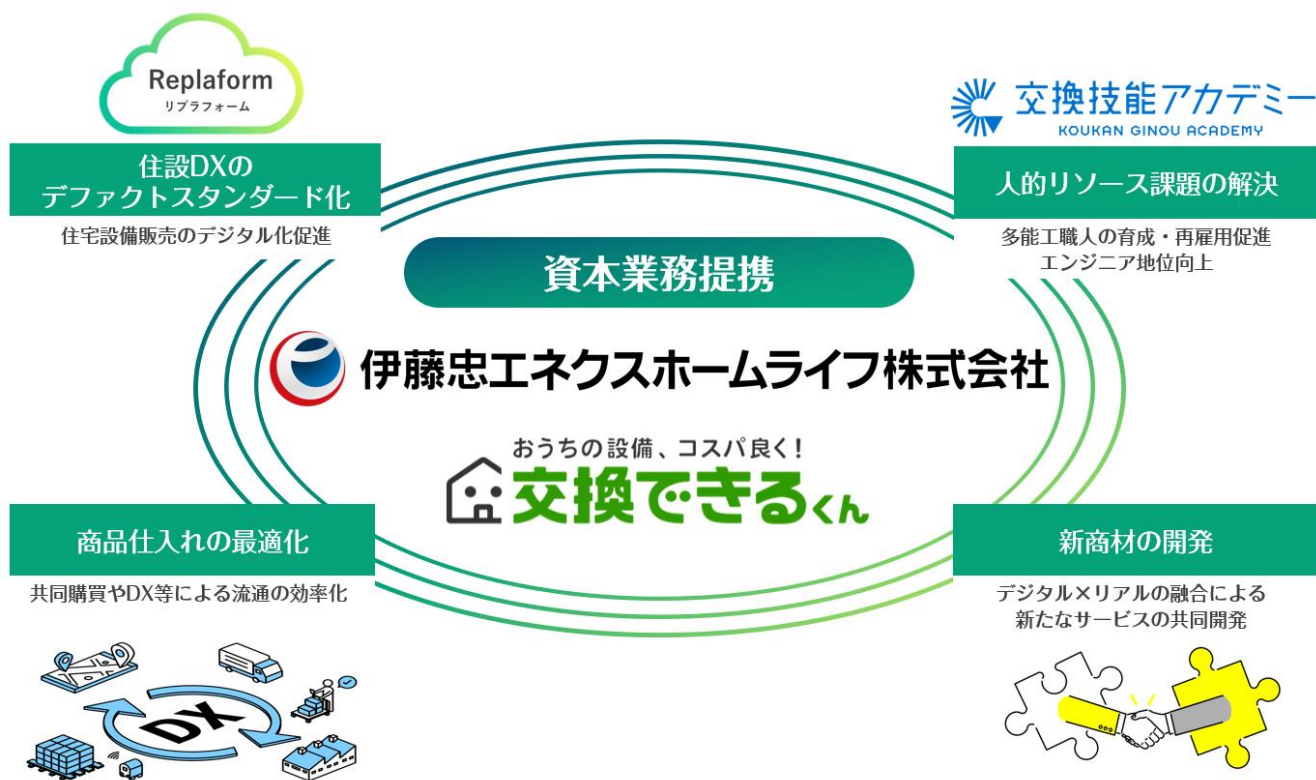 Replaform
リプラフォーム
住設DXの
デファクトスタンダード化
住宅設備販売のデジタル化促進
交換技能アカデミー
KOUKAN GINOU ACADEMY
人的リソース課題の解決
多能工職人の育成・再雇用促進
エンジニア地位向上
資本業務提携
伊藤忠エネクスホームライフ株式会社
おうちの設備、コスパ良く!
交換できるくん
商品仕入れの最適化
共同購買やDX等による流通の効率化
DX
新商材の開発
デジタル×リアルの融合による
新たなサービスの共同開発